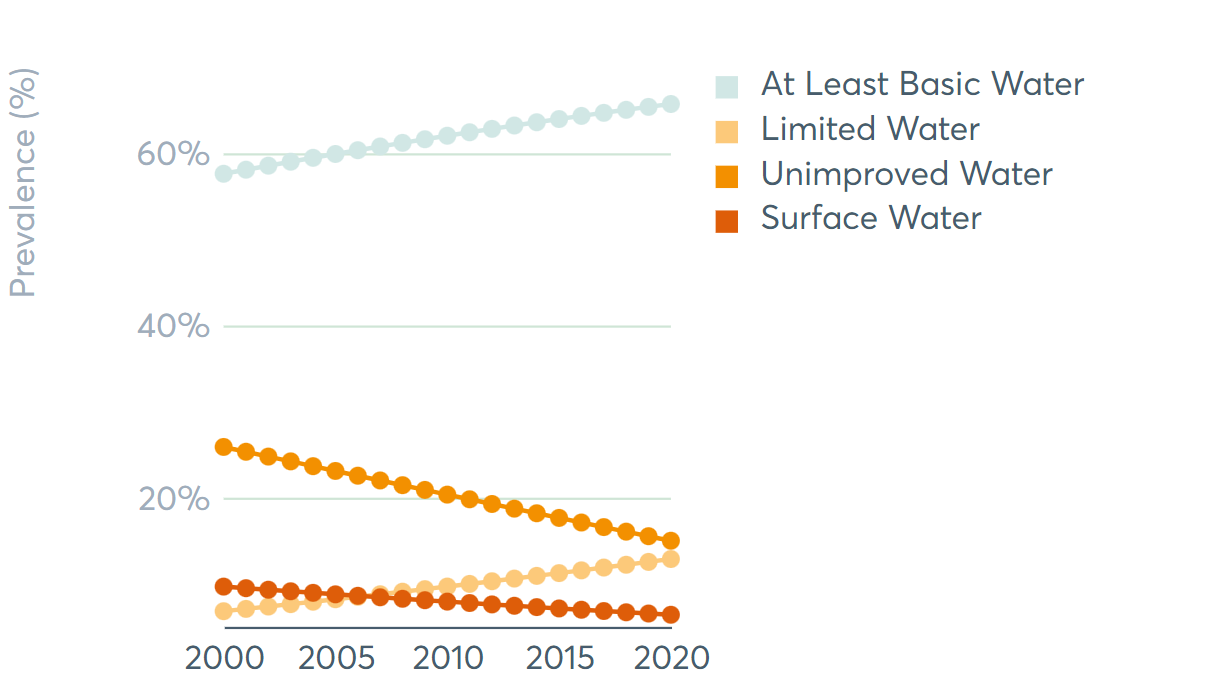 Prevalence (%)
60%
40%
20%
2000 2005 2010 2015 2020
At Least Basic Water
Limited Water
Unimproved Water
Surface Water